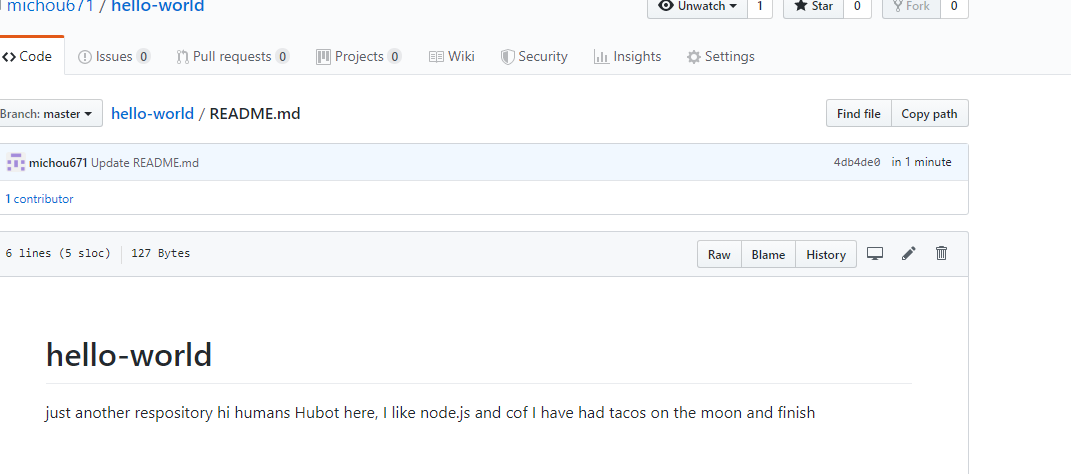 michou671 / hello-world
Unwatch 1 Star 0 Fork 0
Code Issues 0 Pull requests 0 Projects 0 Wiki Security Insights Settings
Branch: master hello-world / README.md Find file Copy path
michou671 Update README.md 4db4de0 in 1 minute
1 contributor
6 lines (5 sloc) 127 Bytes Raw Blame History
hello-world
just another respository hi humans Hubot here, I like node.js and cof I have had tacos on the moon and finish